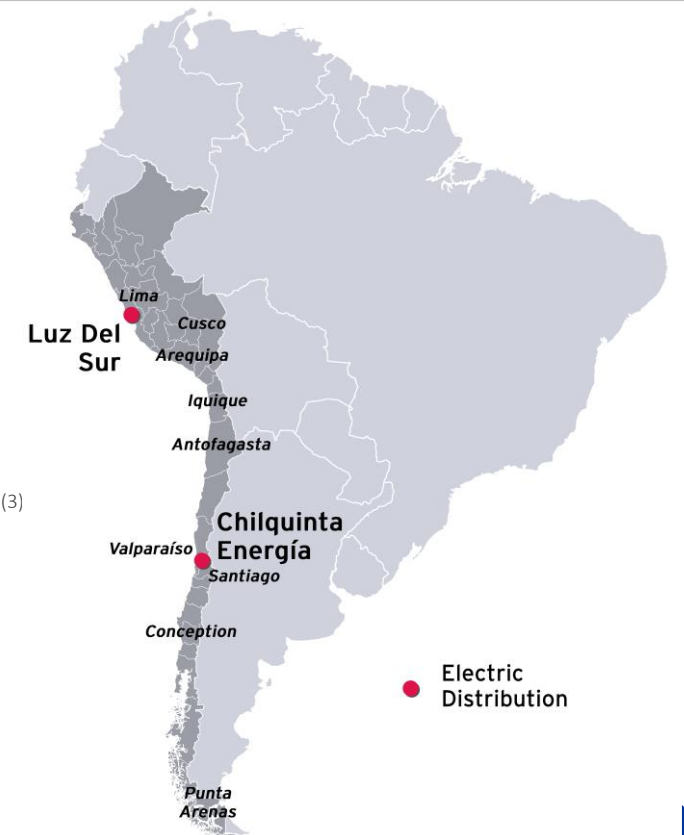 Lima
Luz Del
Sur
Cusco
Arequipa
Iquique
Antofagasta
(3)
Chilquinta
Energía
Valparaíso
Santiago
Conception
Electric
Distribution
Punta
Arenas